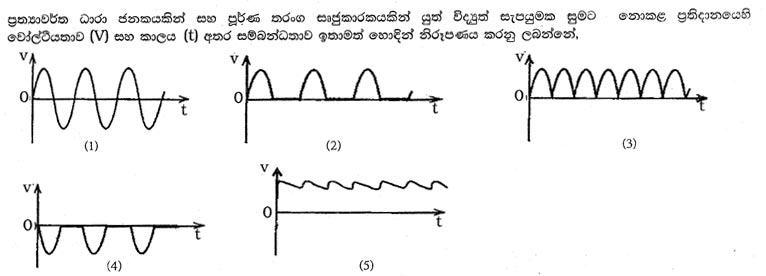 ප්‍රත්‍යාවර්ත ධාරා ජනකයකින් සහ පූර්ණ තරංග සෘජුකාරකයකින් යුත් විද්‍යුත් සැපයුමක සුමට නොකළ ප්‍රතිදානයෙහි
වෝල්ටීයතාව (V) සහ කාලය (t) අතර සම්බන්ධතාව ඉතාමත් හොඳින් නිරූපණය කරනු ලබන්නේ,
V V V
0 0 0
t t t
(1) (2) (3)
V V
0 0
t t
(4) (5)